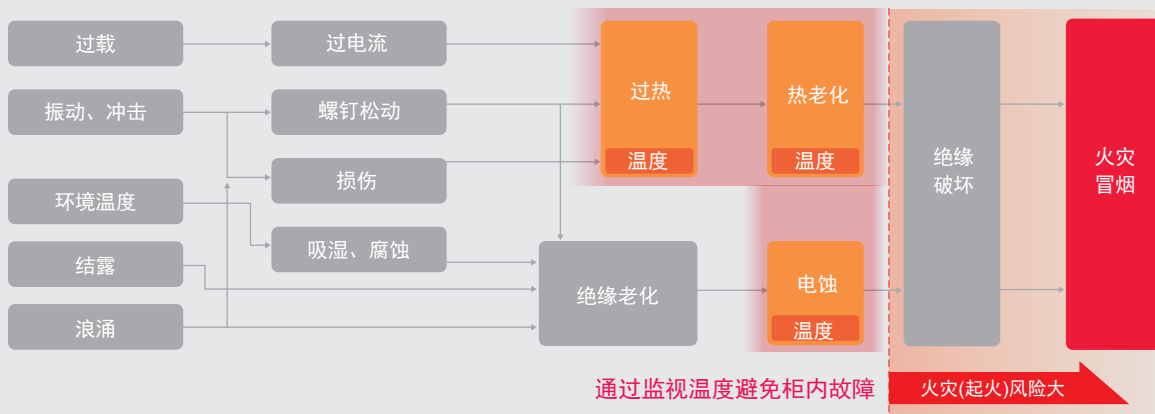 过载
过电流
振动、冲击
螺钉松动
损伤
环境温度
吸湿、腐蚀
结露
浪涌
过热
温度
热老化
温度
绝缘老化
电蚀
温度
绝缘
破坏
火灾
冒烟
通过监视温度避免柜内故障
火灾(起火)风险大